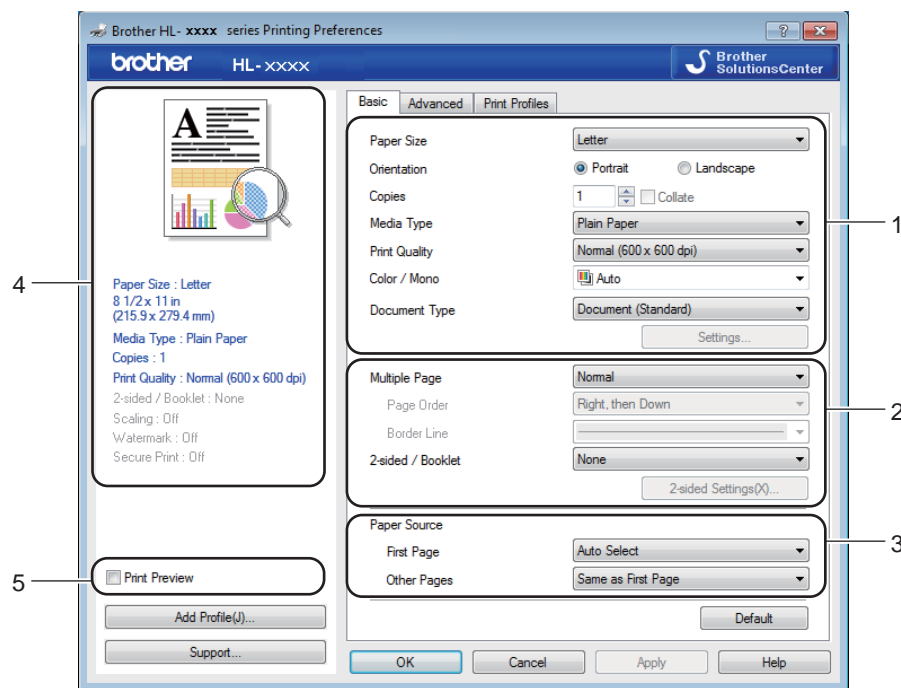 Brother HL- xxxx series Printing Preferences
brother HL-xxxx
Brother
SolutionsCenter
4
A
Paper Size : Letter
8 1/2 x 11 in
(215.9 x 279.4 mm)
Media Type : Plain Paper
Copies : 1
Print Quality : Normal (600 x 600 dpi)
2-sided / Booklet : None
Scaling : Off
Watermark : Off
Secure Print : Off
5
Print Preview
Add Profile(J)...
Support...
Basic Advanced Print Profiles
1
Paper Size Letter
Orientation Portrait Landscape
Copies 1 Collate
Media Type Plain Paper
Print Quality Normal (600 x 600 dpi)
Color / Mono Auto
Document Type Document (Standard)
Settings...
2
Multiple Page Normal
Page Order Right, then Down
Border Line
2-sided / Booklet None
2-sided Settings(X)...
3
Paper Source
First Page Auto Select
Other Pages Same as First Page
Default
OK Cancel Apply Help